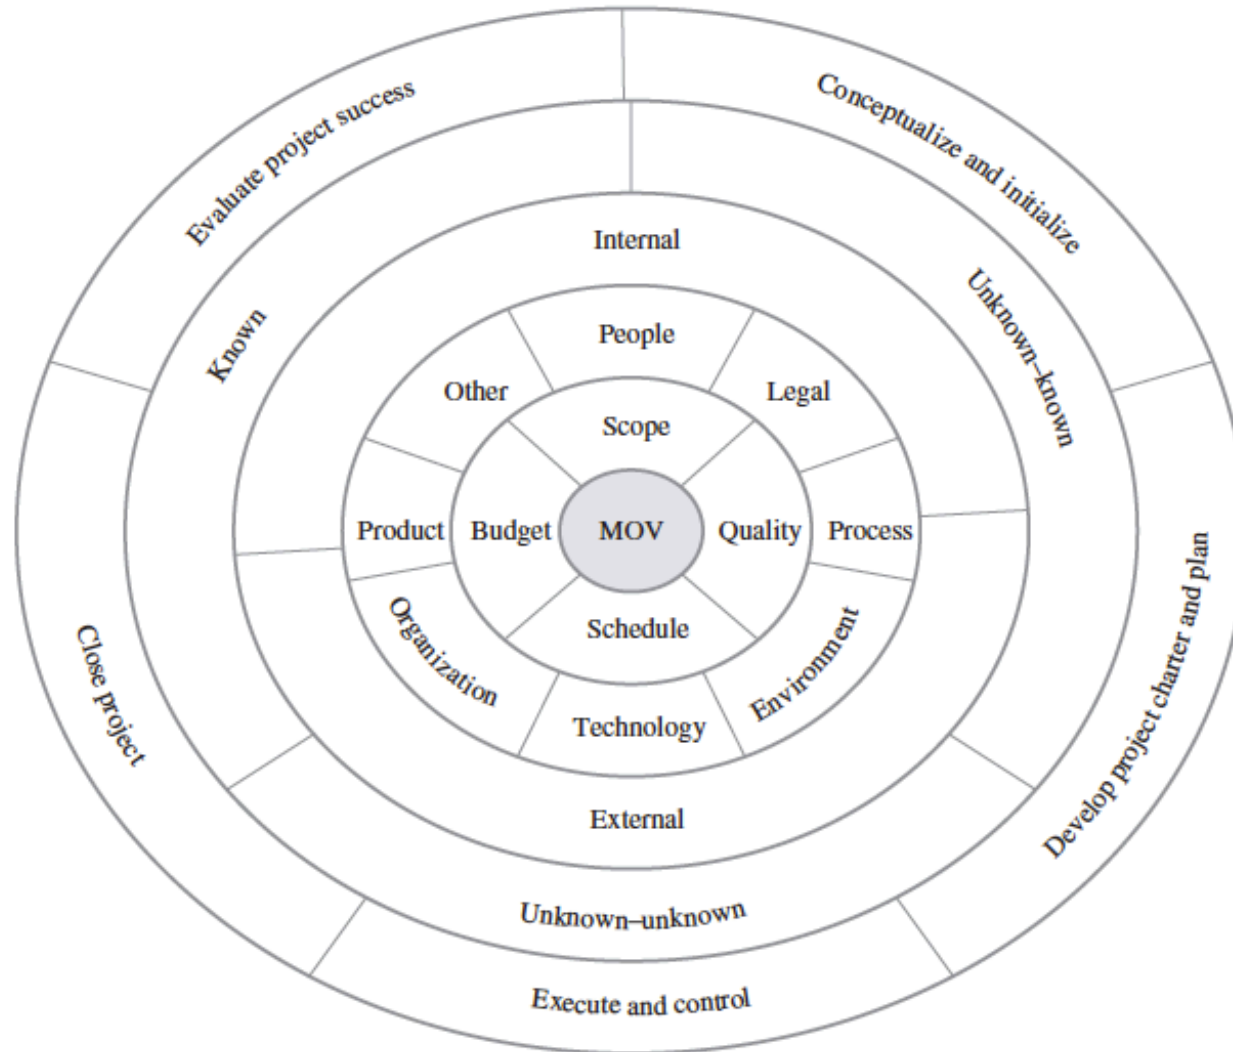 Evaluate project success
Conceptualize and initialize
Internal
Known
Unknown–known
People
Other
Legal
Scope
Product
Budget
MOV
Quality
Process
Schedule
Organization
Environment
Technology
Close project
Develop project charter and plan
External
Unknown–unknown
Execute and control